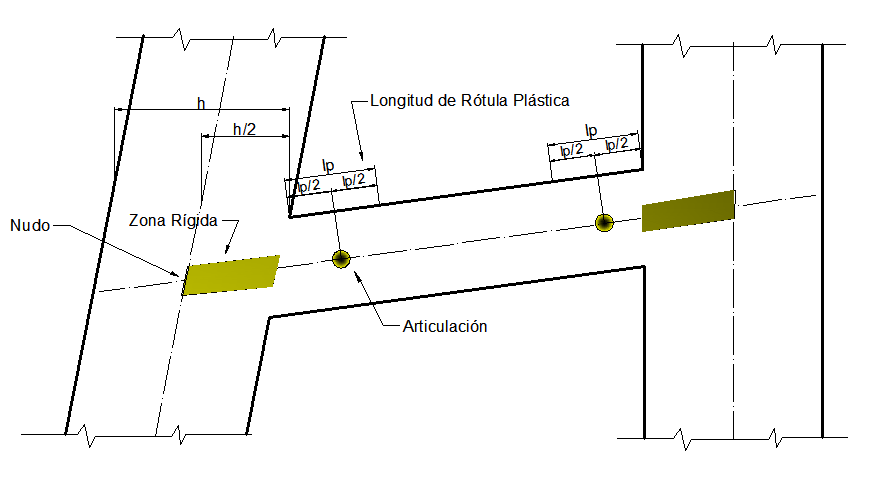 h
Longitud de Rótula Plástica
h/2
lp
lp/2
lp/2
lp
lp/2
lp/2
Zona Rígida
Nudo
Articulación